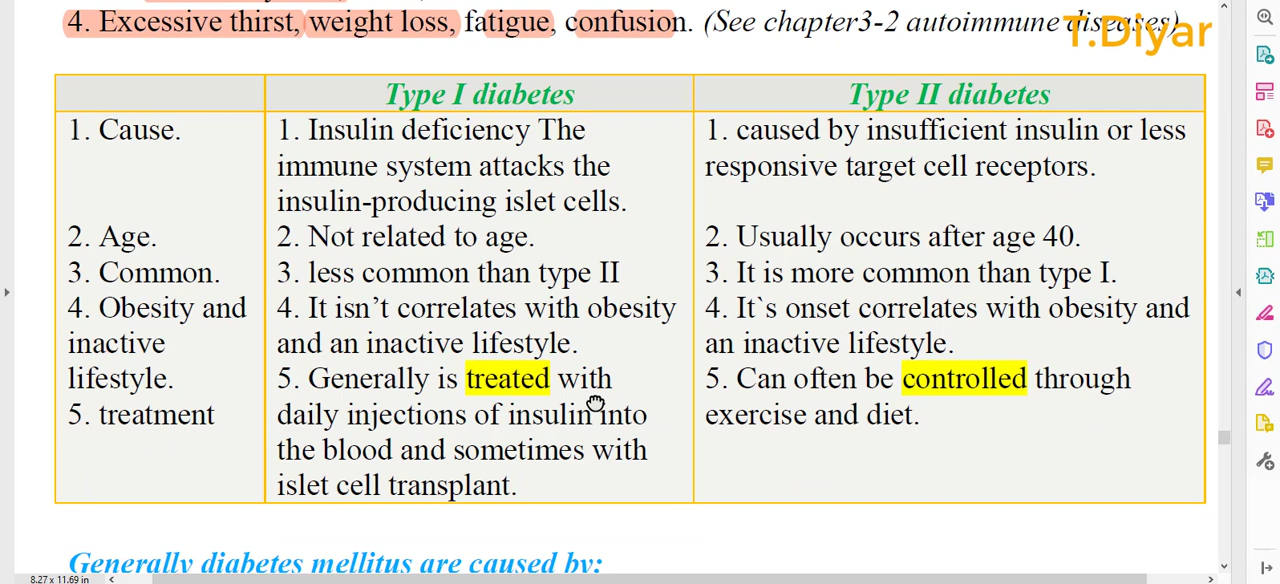 4. Excessive thirst, weight loss, fatigue, confusion. (See chapter3-2 autoimmune diseases)
T.Diyar
Type I diabetes
Type II diabetes
1. Cause.
1. Insulin deficiency The
immune system attacks the
insulin-producing islet cells.
1. caused by insufficient insulin or less
responsive target cell receptors.
2. Age.
2. Not related to age.
2. Usually occurs after age 40.
3. Common.
3. less common than type II
3. It is more common than type I.
4. Obesity and
inactive
lifestyle.
4. It isn’t correlates with obesity
and an inactive lifestyle.
4. It`s onset correlates with obesity and
an inactive lifestyle.
5. treatment
5. Generally is treated with
daily injections of insulin into
the blood and sometimes with
islet cell transplant.
5. Can often be controlled through
exercise and diet.
Generally diabetes mellitus are caused by:
8.27 x 11.69 in